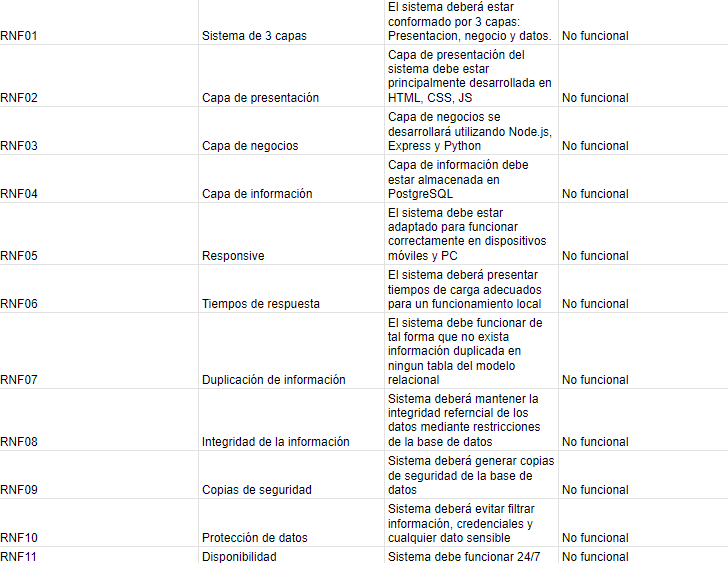 El sistema deberá estar
conformado por 3 capas:
RNF01 Sistema de 3 capas Presentacion, negocio y datos. No funcional
Capa de presentación del
sistema debe estar
principalmente desarrollada en
RNF02 Capa de presentación HTML, CSS, JS No funcional
Capa de negocios se
desarrollará utilizando Node.js,
RNF03 Capa de negocios Express y Python No funcional
Capa de información debe
estar almacenada en
RNF04 Capa de información PostgreSQL No funcional
El sistema debe estar
adaptado para funcionar
correctamente en dispositivos
RNF05 Responsive móviles y PC No funcional
El sistema deberá presentar
tiempos de carga adecuados
RNF06 Tiempos de respuesta para un funcionamiento local No funcional
El sistema debe funcionar de
tal forma que no exista
información duplicada en
ningun tabla del modelo
RNF07 Duplicación de información relacional No funcional
Sistema deberá mantener la
integridad referncial de los
datos mediante restricciones
RNF08 Integridad de la información de la base de datos No funcional
Sistema deberá generar copias
de seguridad de la base de
RNF09 Copias de seguridad datos No funcional
Sistema deberá evitar filtrar
información, credenciales y
RNF10 Protección de datos cualquier dato sensible No funcional
RNF11 Disponibilidad Sistema debe funcionar 24/7 No funcional